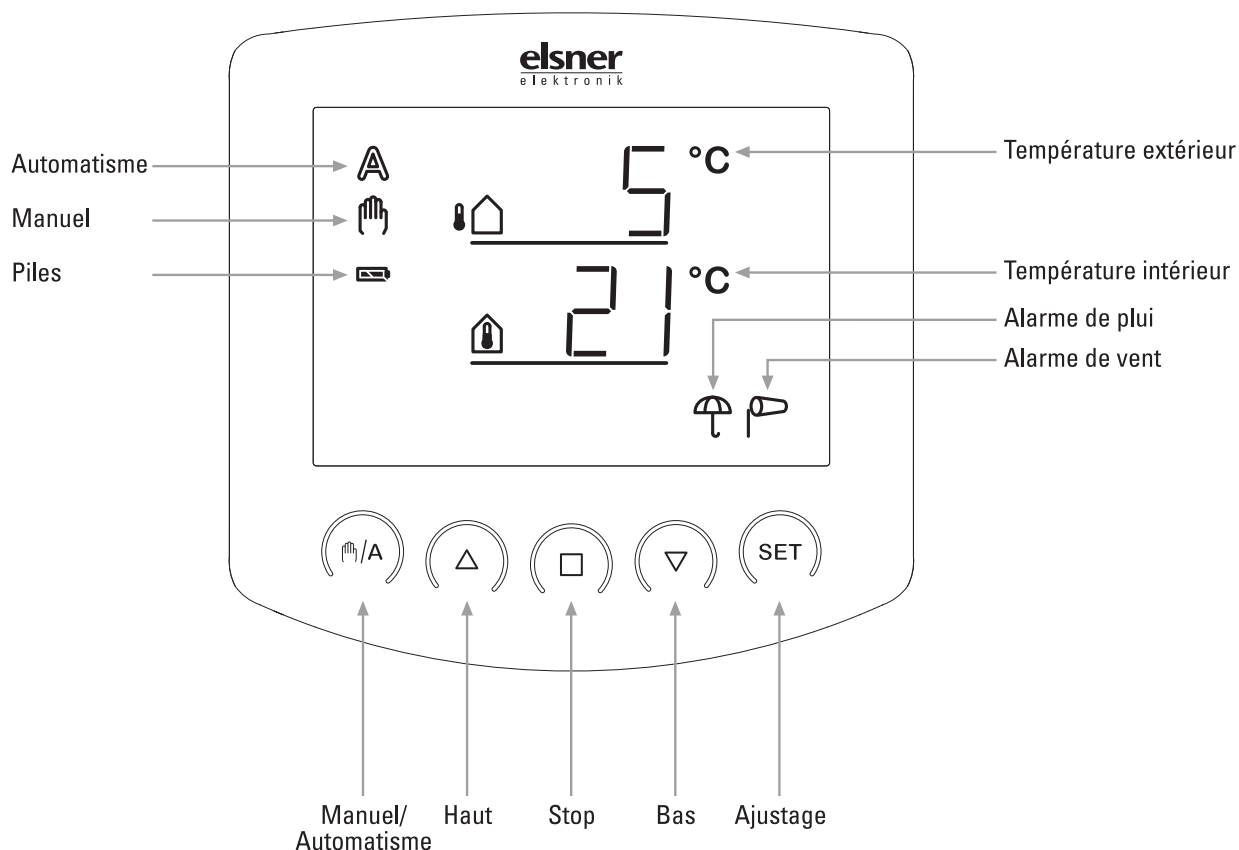 elsner
elektronik
Automatisme
A
5 °C
Température extérieur
Manuel
Piles
21 °C
Température intérieur
Alarme de plui
Alarme de vent
/A
SET
Manuel/
Automatisme
Haut
Stop
Bas
Ajustage